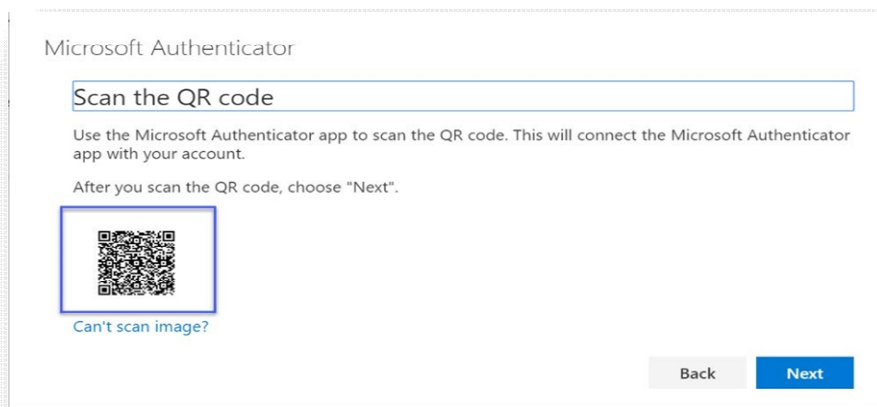 Microsoft Authenticator
Scan the QR code
Use the Microsoft Authenticator app to scan the QR code. This will connect the Microsoft Authenticator
app with your account.
After you scan the QR code, choose "Next".
Can't scan image?
Back
Next